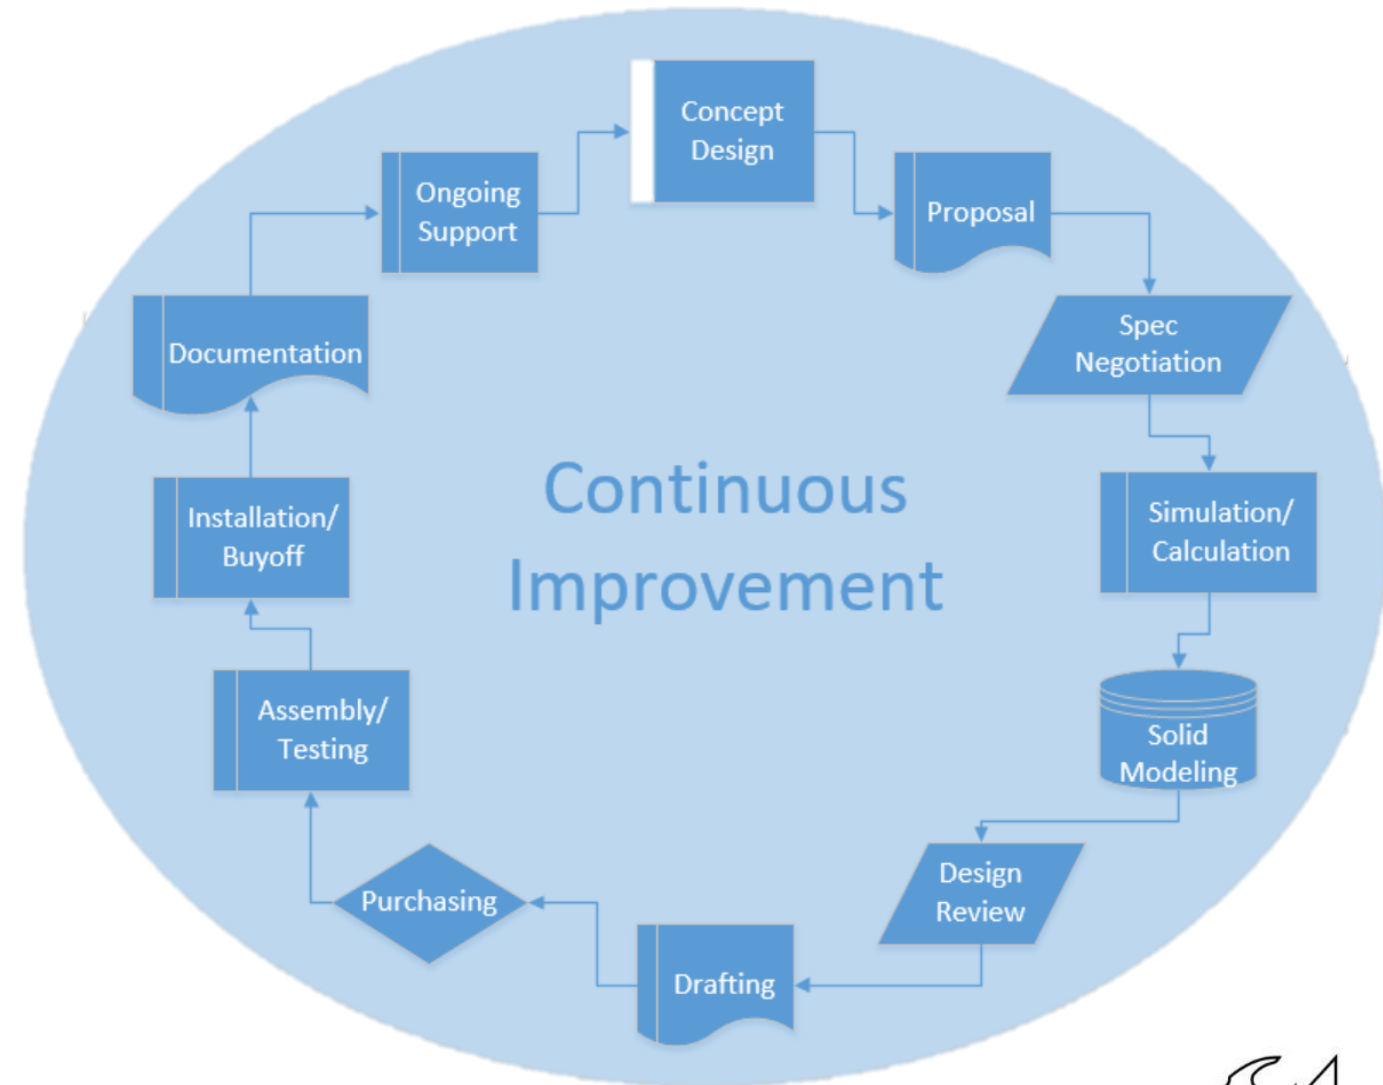 Concept
Design
Proposal
Spec
Negotiation
Simulation/
Calculation
Solid
Modeling
Design
Review
Drafting
Purchasing
Assembly/
Testing
Installation/
Buyoff
Documentation
Ongoing
Support
Continuous
Improvement